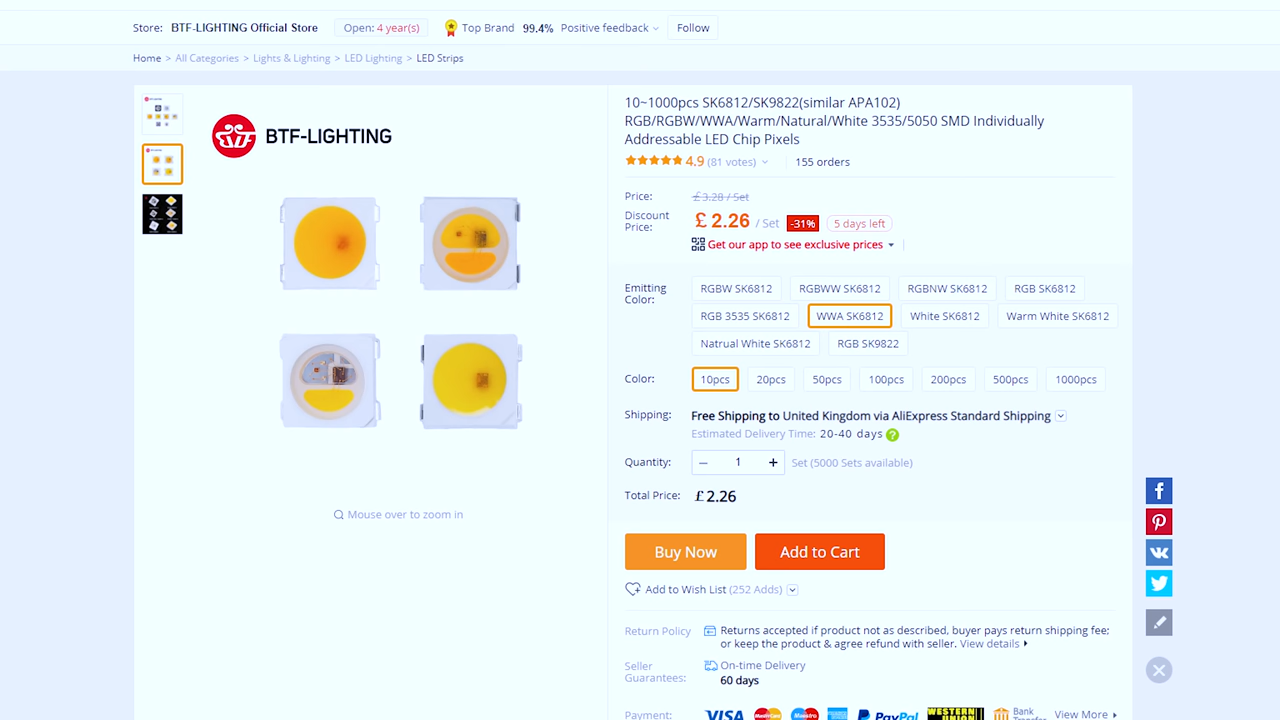 Store: BTF-LIGHTING Official Store Open: 4 year(s) Top Brand 99.4% Positive feedback Follow
Home > All Categories > Lights & Lighting > LED Lighting > LED Strips
BTF-LIGHTING
Mouse over to zoom in
10~1000pcs SK6812/SK9822(similar APA102)
RGB/RGBW/WWA/Warm/Natural/White 3535/5050 SMD Individually
Addressable LED Chip Pixels
4.9 (81 votes) 155 orders
Price: £3.28 / Set
Discount Price: £ 2.26 / Set -31% 5 days left
Get our app to see exclusive prices
Emitting Color: RGBW SK6812 RGBWW SK6812 RGBNW SK6812 RGB SK6812
RGB 3535 SK6812 WWA SK6812 White SK6812 Warm White SK6812
Natrual White SK6812 RGB SK9822
Color: 10pcs 20pcs 50pcs 100pcs 200pcs 500pcs 1000pcs
Shipping: Free Shipping to United Kingdom via AliExpress Standard Shipping
Estimated Delivery Time: 20-40 days ?
Quantity: – 1 + Set (5000 Sets available)
Total Price: £2.26
Buy Now Add to Cart
Add to Wish List (252 Adds)
Return Policy Returns accepted if product not as described, buyer pays return shipping fee;
or keep the product & agree refund with seller. View details
Seller Guarantees: On-time Delivery
60 days
Payment: VISA MasterCard Maestro PayPal WESTERN UNION Bank Transfer View More